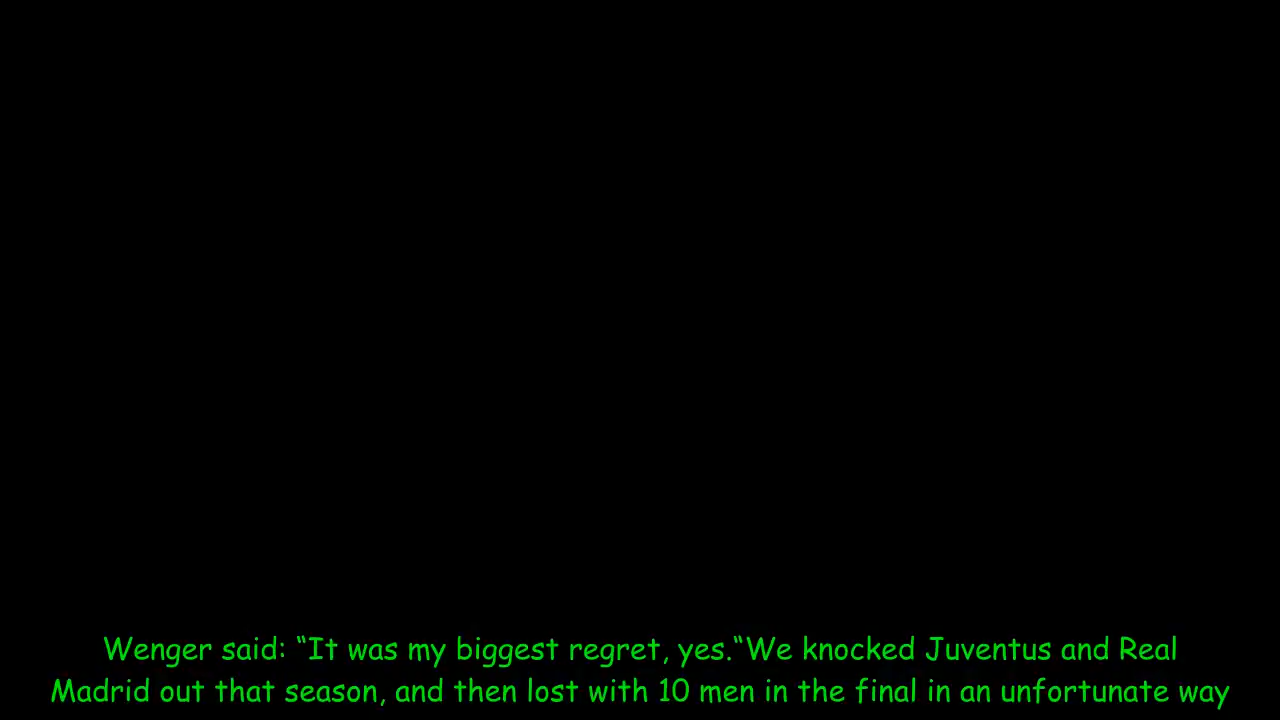 Wenger said: “It was my biggest regret, yes.“We knocked Juventus and Real
Madrid out that season, and then lost with 10 men in the final in an unfortunate way